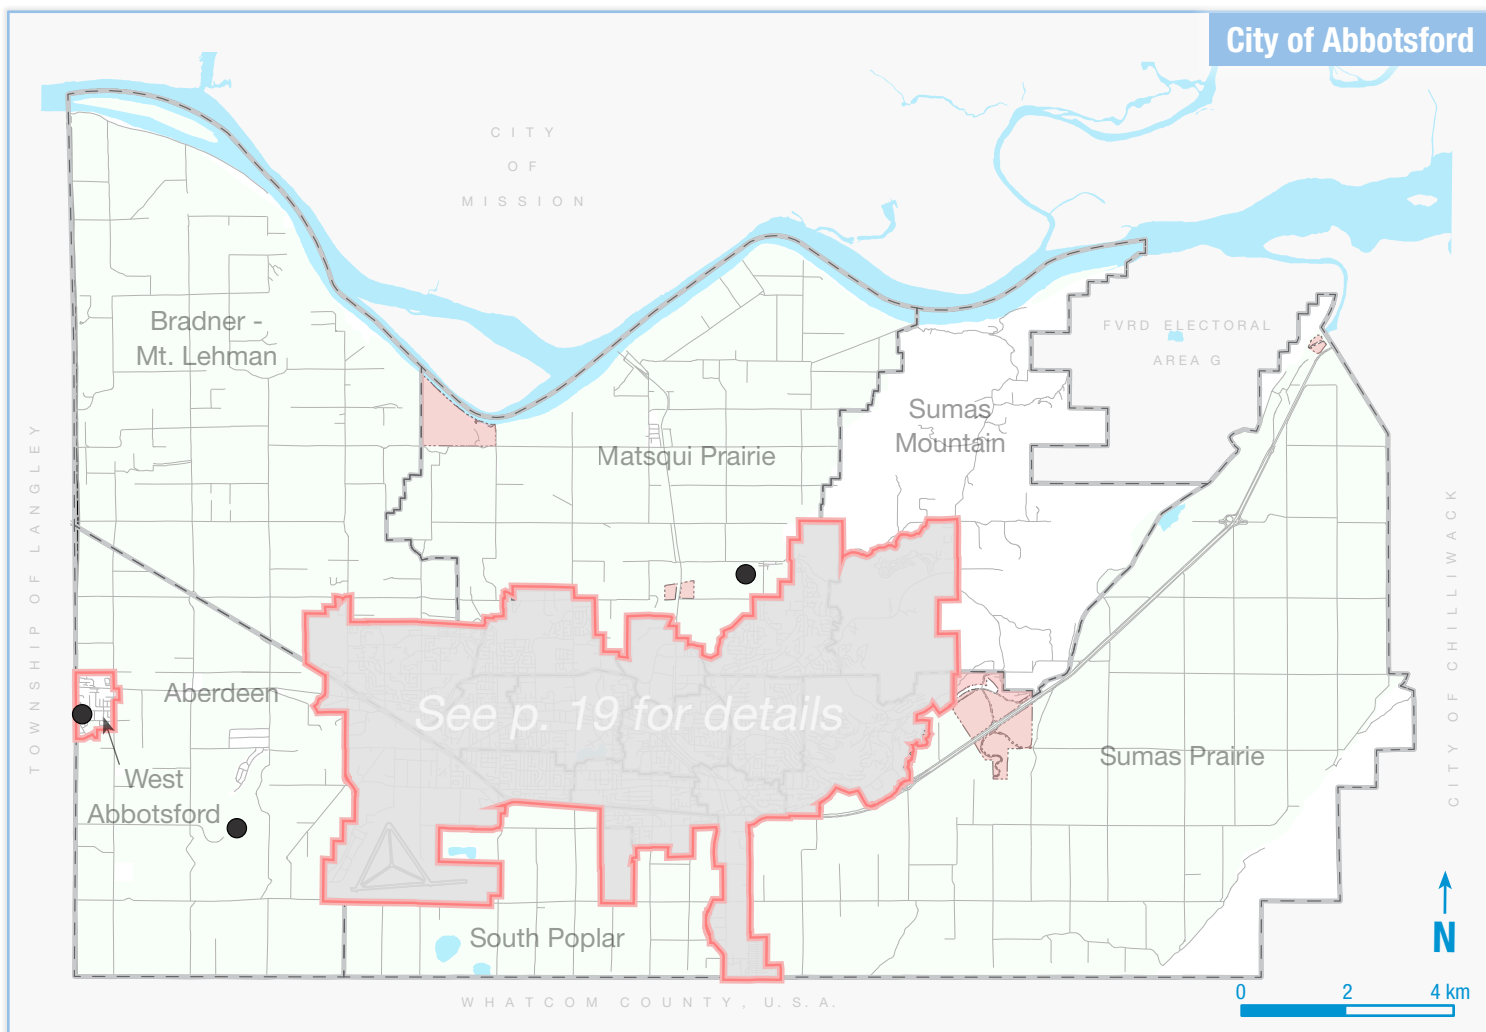 City of Abbotsford
CITY
OF
MISSION
Bradner -
Mt. Lehman
FVRD ELECTORAL
AREA G
Sumas
Mountain
Matsqui Prairie
TOWNSHIP OF LANGLEY
CITY OF CHILLIWACK
Aberdeen
See p. 19 for details
West
Abbotsford
Sumas Prairie
South Poplar
N
WHATCOM COUNTY, U.S.A.
0 2 4 km